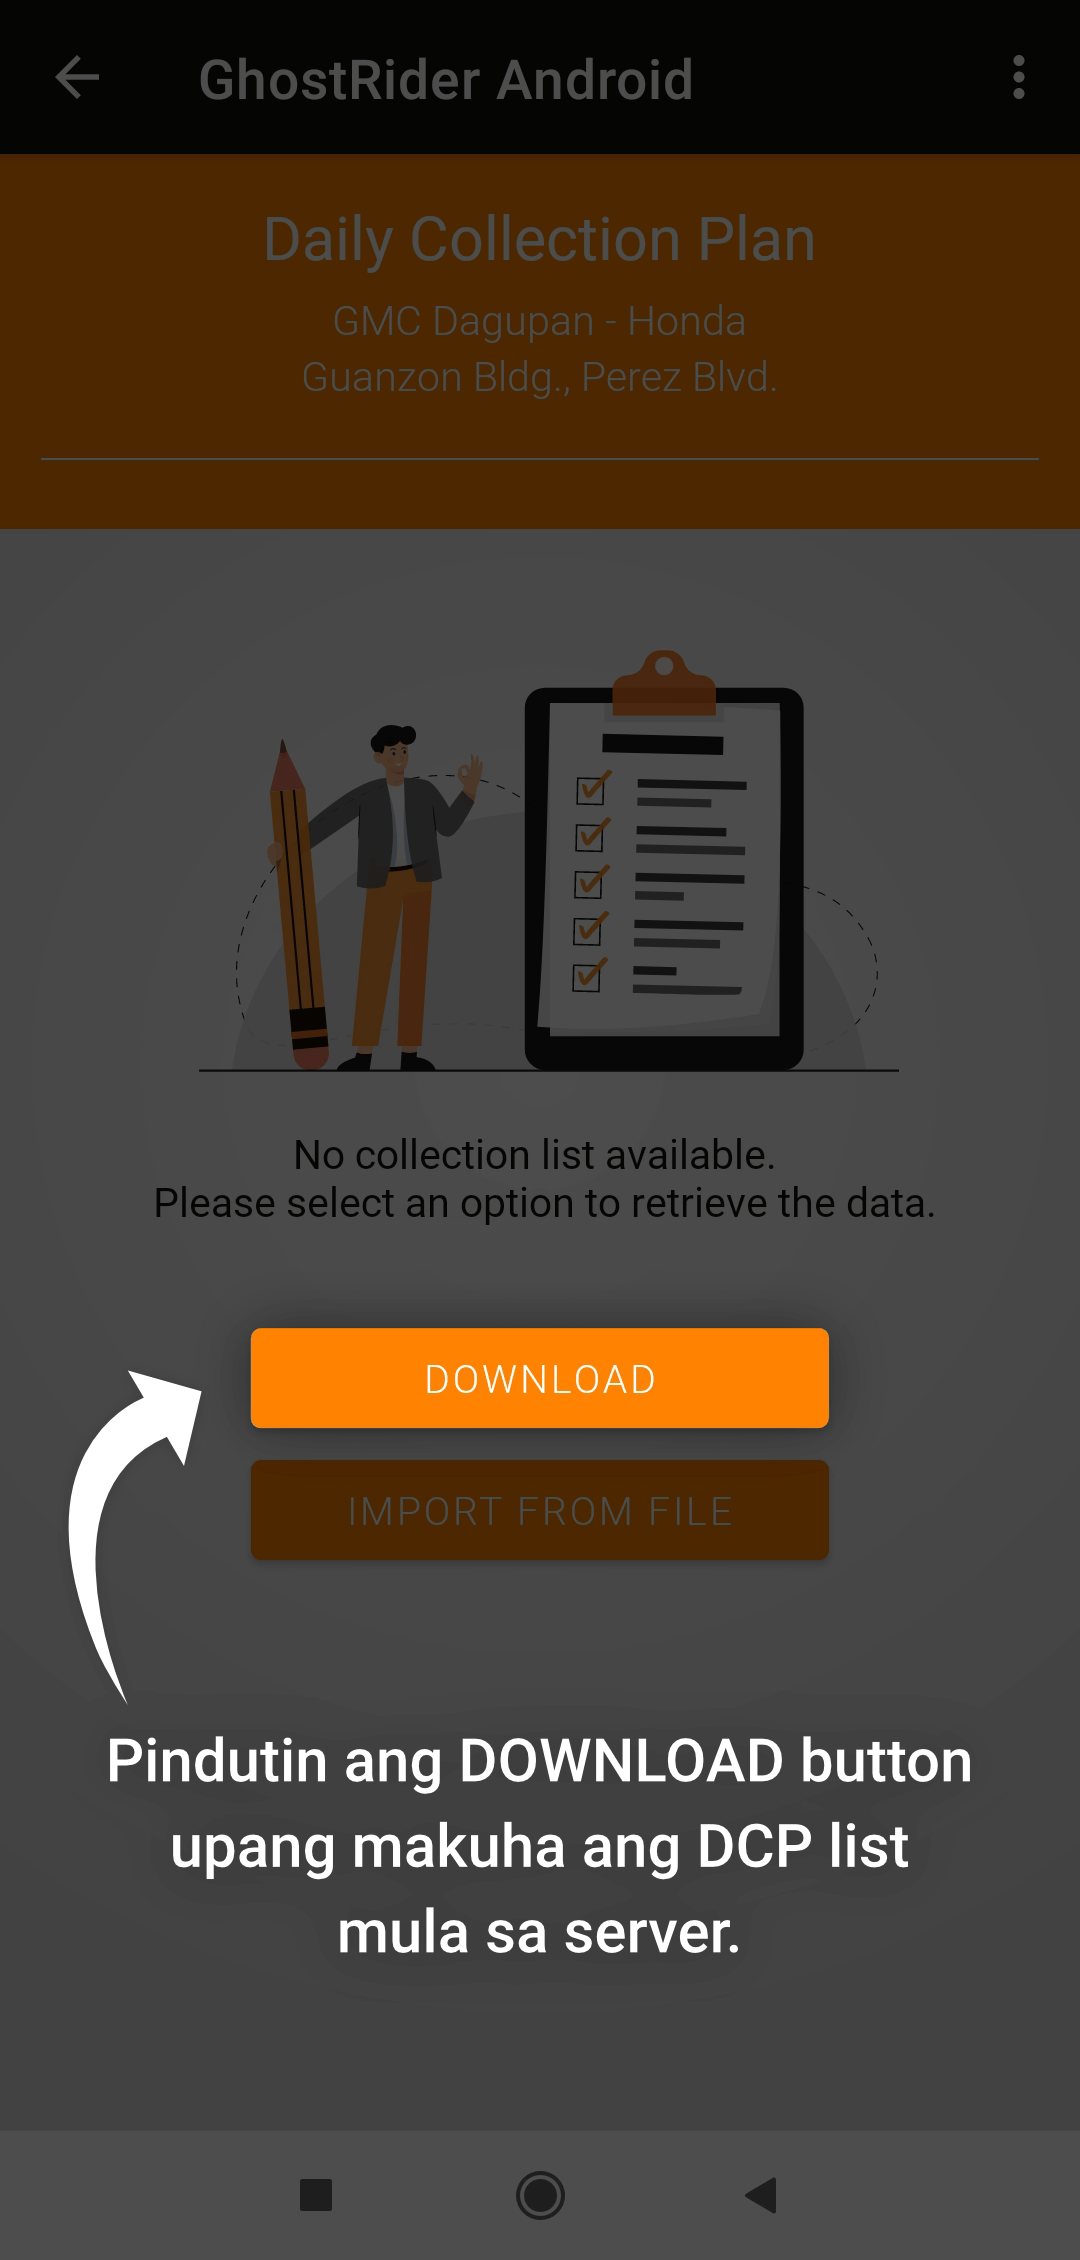 GhostRider Android
Daily Collection Plan
GMC Dagupan - Honda
Guanzon Bldg., Perez Blvd.
No collection list available.
Please select an option to retrieve the data.
DOWNLOAD
IMPORT FROM FILE
Pindutin ang DOWNLOAD button
upang makuha ang DCP list
mula sa server.